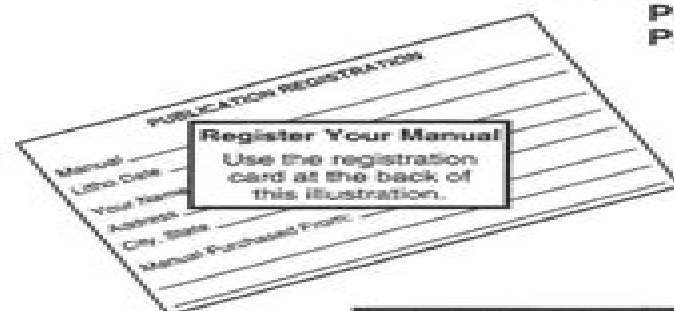 PUBLICATION REGISTRATION
Manual
Litho Date
Your Name
Address
City, State
Manual Purchased From:
Register Your Manual
Use the registration
card at the back of
this illustration.